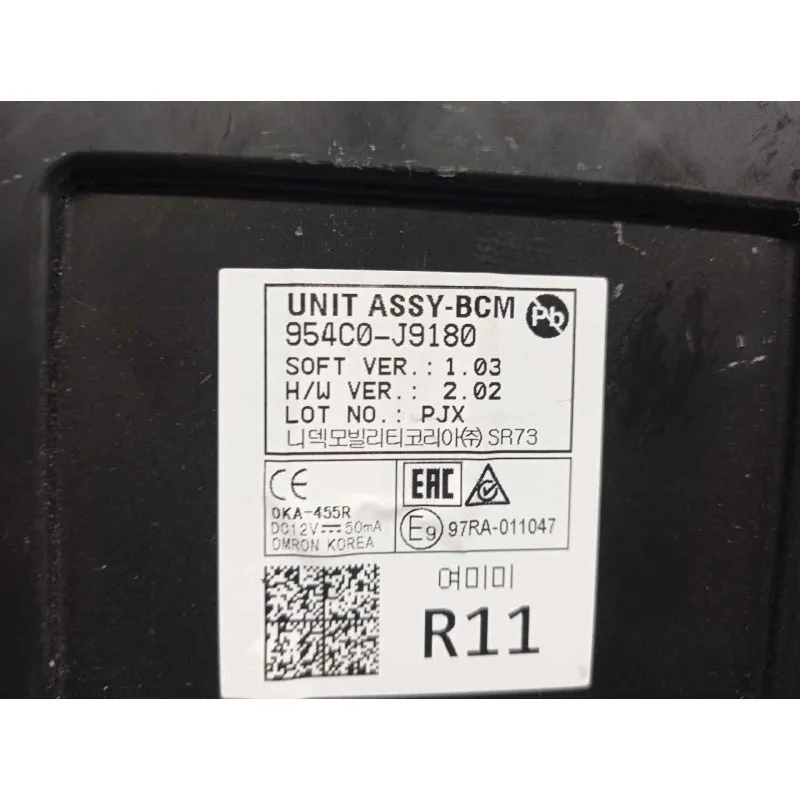 UNIT ASSY-BCM
Pb
954C0-J9180
SOFT VER.: 1.03
H/W VER.: 2.02
LOT NO.: PJX
니덱모빌리티코리아㈜ SR73
CE
OKA-455R
DC12V⎓50mA
OMRON KOREA
EAC
E9 97RA-011047
여미미
R11